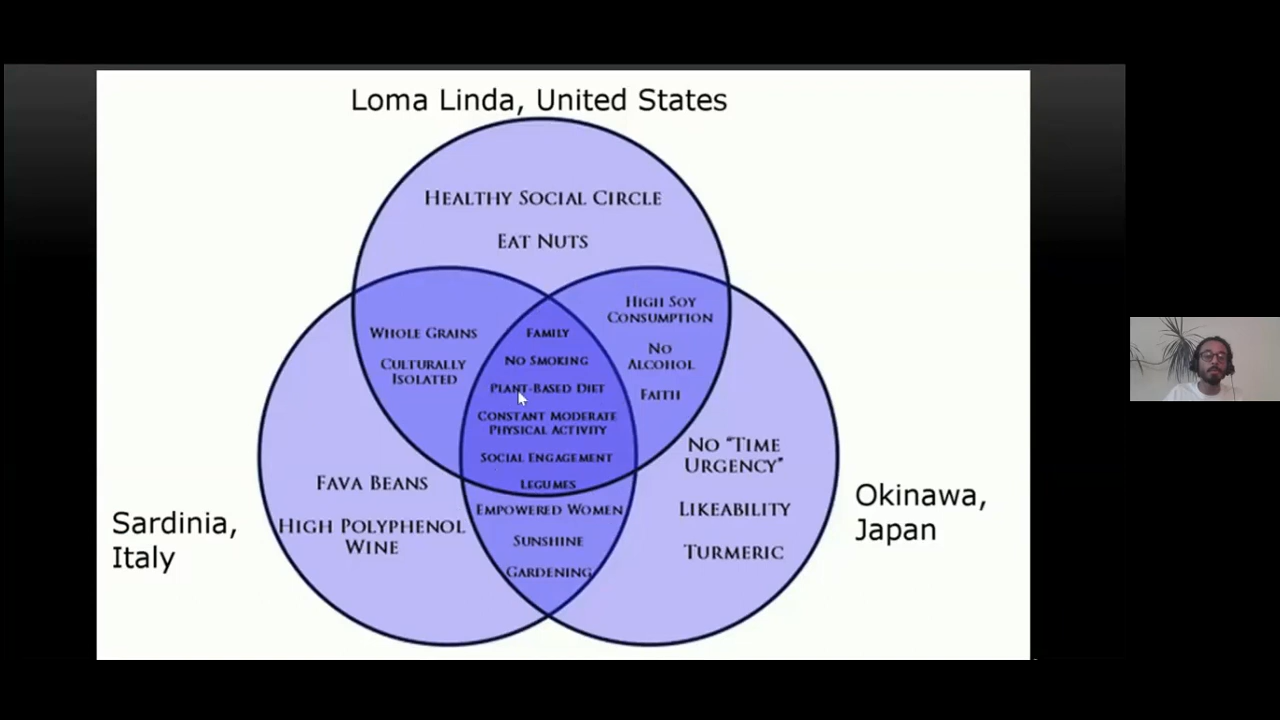 Loma Linda, United States
HEALTHY SOCIAL CIRCLE
EAT NUTS
HIGH SOY
CONSUMPTION
WHOLE GRAINS
FAMILY
NO
ALCOHOL
CULTURALLY
ISOLATED
NO SMOKING
PLANT-BASED DIET
FAITH
CONSTANT MODERATE
PHYSICAL ACTIVITY
NO "TIME
URGENCY"
SOCIAL ENGAGEMENT
FAVA BEANS
LEGUMES
Okinawa,
Japan
EMPOWERED WOMEN
LIKEABILITY
Sardinia,
Italy
HIGH POLYPHENOL
WINE
SUNSHINE
TURMERIC
GARDENING